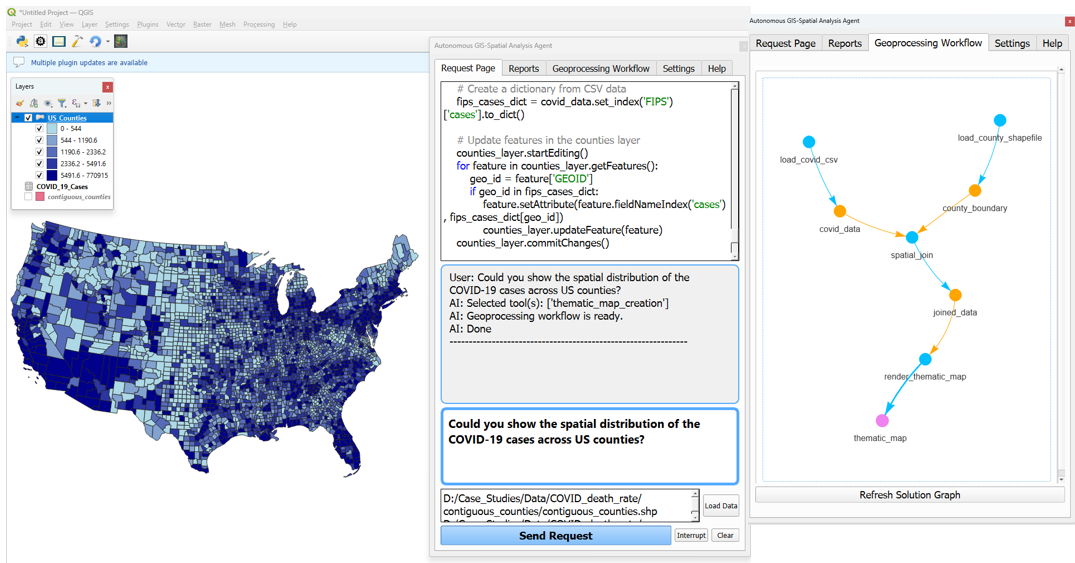 *Untitled Project — QGIS
Project Edit View Layer Settings Plugins Vector Raster Mesh Processing Help
Multiple plugin updates are available
Layers
US_Counties
0 - 544
544 - 1190.6
1190.6 - 2336.2
2336.2 - 5491.6
5491.6 - 770915
COVID_19_Cases
contiguous_counties
Autonomous GIS-Spatial Analysis Agent
Request Page Reports Geoprocessing Workflow Settings Help
# Create a dictionary from CSV data
fips_cases_dict = covid_data.set_index('FIPS')
['cases'].to_dict()
# Update features in the counties layer
counties_layer.startEditing()
for feature in counties_layer.getFeatures():
geo_id = feature['GEOID']
if geo_id in fips_cases_dict:
feature.setAttribute(feature.fieldNameIndex('cases')
, fips_cases_dict[geo_id])
counties_layer.updateFeature(feature)
counties_layer.commitChanges()
User: Could you show the spatial distribution of the
COVID-19 cases across US counties?
AI: Selected tool(s): ['thematic_map_creation']
AI: Geoprocessing workflow is ready.
AI: Done
------------------------------------------------------------
Could you show the spatial distribution of the
COVID-19 cases across US counties?
D:/Case_Studies/Data/COVID_death_rate/
contiguous_counties/contiguous_counties.shp
Load Data
Send Request
Interrupt
Clear
Autonomous GIS-Spatial Analysis Agent
Request Page Reports Geoprocessing Workflow Settings Help
load_county_shapefile
load_covid_csv
county_boundary
covid_data
spatial_join
joined_data
render_thematic_map
thematic_map
Refresh Solution Graph